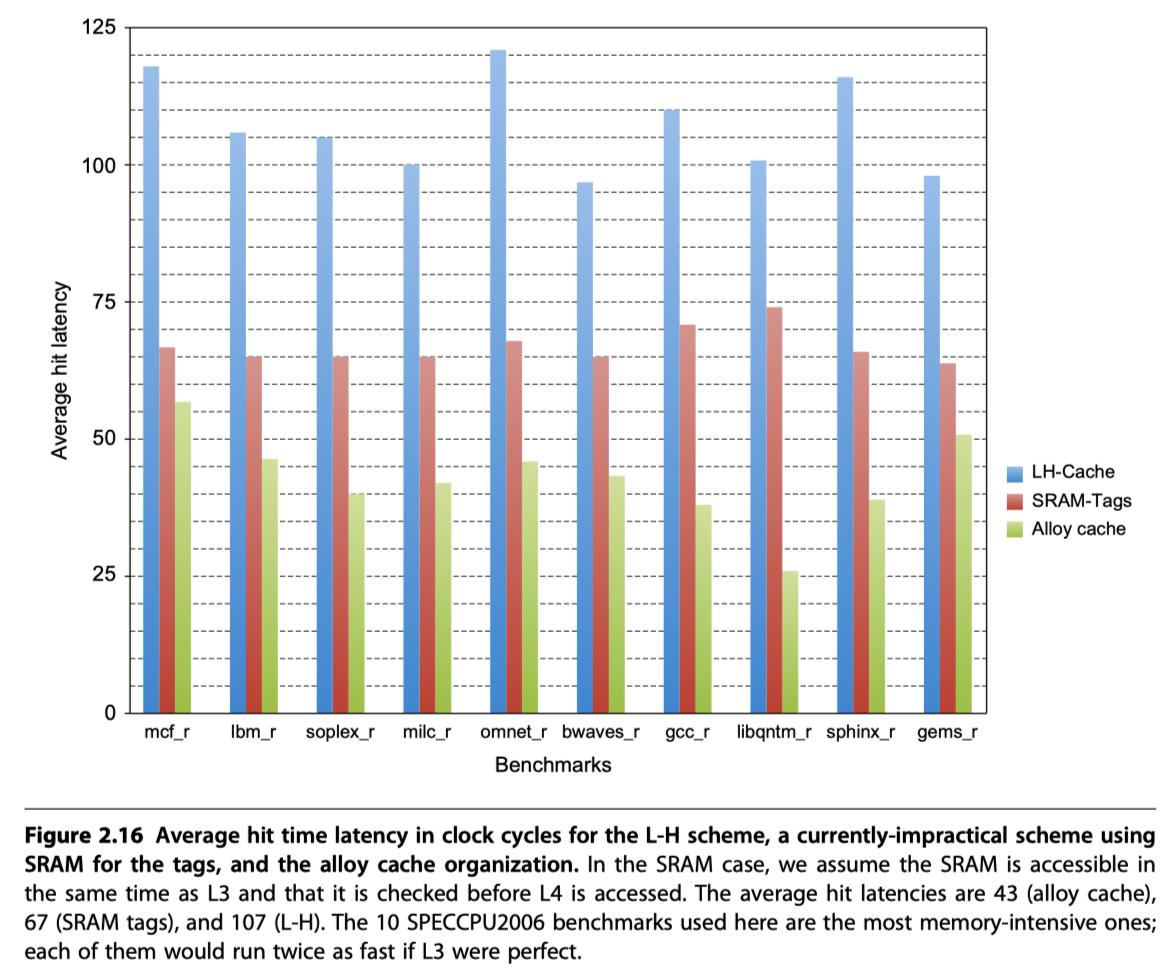 125
100
75
50
25
0
Average hit latency
mcf_r lbm_r soplex_r milc_r omnet_r bwaves_r gcc_r libqntm_r sphinx_r gems_r
Benchmarks
LH-Cache
SRAM-Tags
Alloy cache
Figure 2.16 Average hit time latency in clock cycles for the L-H scheme, a currently-impractical scheme using
SRAM for the tags, and the alloy cache organization. In the SRAM case, we assume the SRAM is accessible in
the same time as L3 and that it is checked before L4 is accessed. The average hit latencies are 43 (alloy cache),
67 (SRAM tags), and 107 (L-H). The 10 SPECCPU2006 benchmarks used here are the most memory-intensive ones;
each of them would run twice as fast if L3 were perfect.